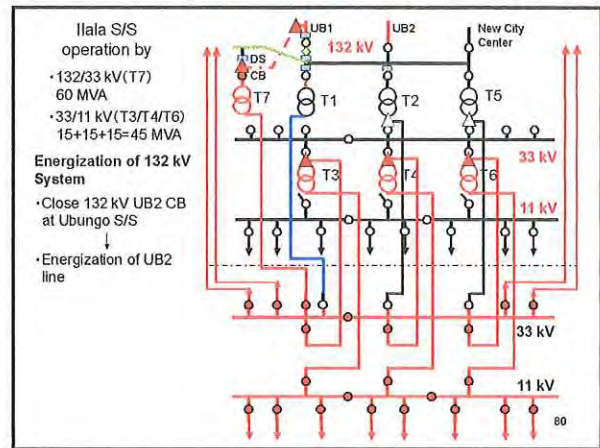 Ilala S/S
operation by
・132/33 kV(T7)
60 MVA
・33/11 kV(T3/T4/T6)
15+15+15=45 MVA
Energization of 132 kV
System
・Close 132 kV UB2 CB
at Ubungo S/S
↓
・Energization of UB2
line
UB1
UB2
New City
Center
132 kV
DS
CB
T7
T1
T2
T5
33 kV
T3
T4
T6
11 kV
33 kV
11 kV
80